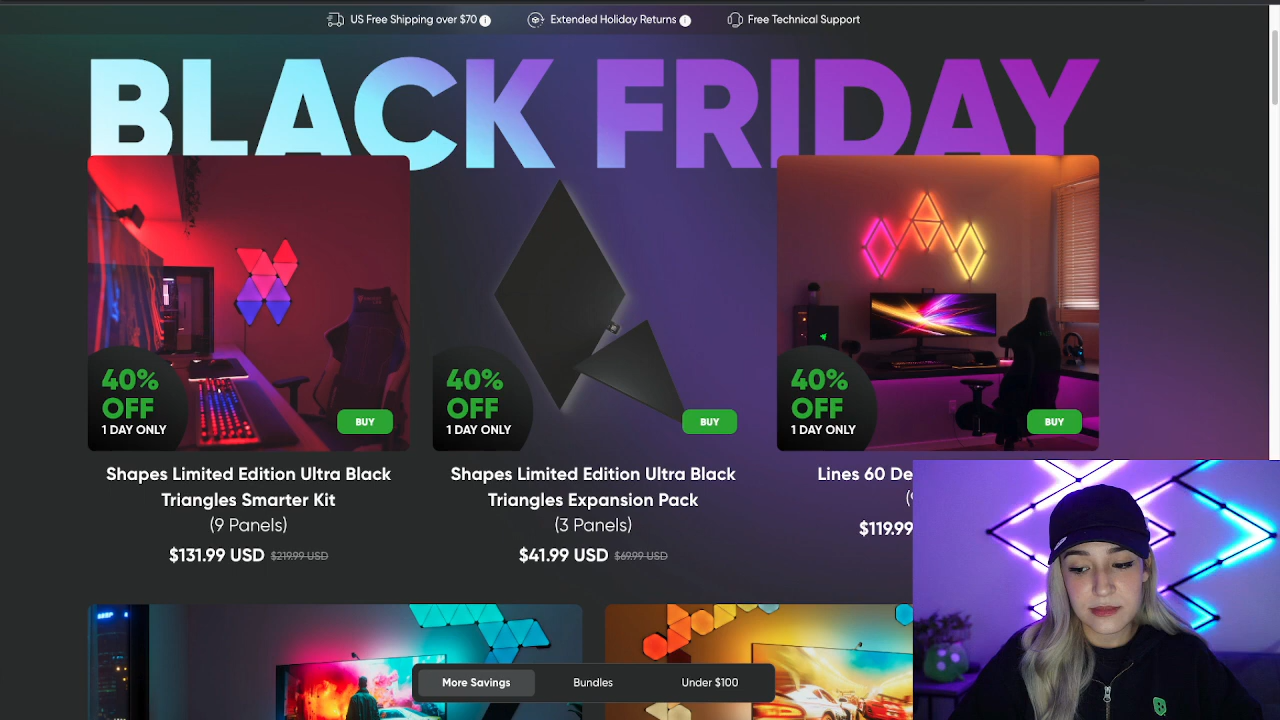 US Free Shipping over $70
Extended Holiday Returns
Free Technical Support
BLACK FRIDAY
40%
OFF
1 DAY ONLY
BUY
40%
OFF
1 DAY ONLY
BUY
40%
OFF
1 DAY ONLY
BUY
Shapes Limited Edition Ultra Black
Triangles Smarter Kit
(9 Panels)
$131.99 USD $219.99 USD
Shapes Limited Edition Ultra Black
Triangles Expansion Pack
(3 Panels)
$41.99 USD $69.99 USD
Lines 60 De
$119.99
More Savings
Bundles
Under $100